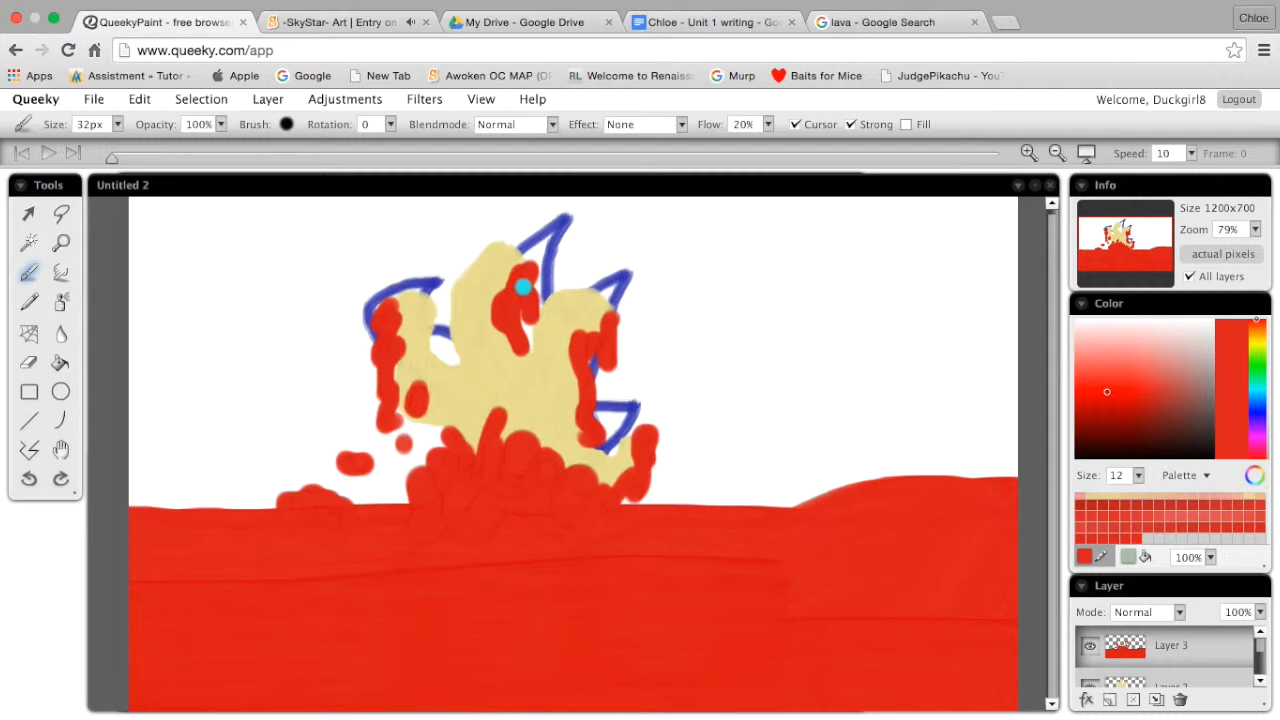 QueekyPaint - free browse
-SkyStar- Art | Entry on
My Drive - Google Drive
Chloe - Unit 1 writing - Go
lava - Google Search
Chloe
www.queeky.com/app
Apps
Assistment » Tutor
Apple
Google
New Tab
Awoken OC MAP (OP
RL Welcome to Renaiss
Murp
Baits for Mice
JudgePikachu - You
Queeky File Edit Selection Layer Adjustments Filters View Help
Welcome, Duckgirl8 Logout
Size: 32px Opacity: 100% Brush: Rotation: 0 Blendmode: Normal Effect: None Flow: 20% Cursor Strong Fill
Speed: 10 Frame: 0
Tools
Untitled 2
Info
Size 1200x700
Zoom 79%
actual pixels
All layers
Color
Size: 12 Palette
100%
Layer
Mode: Normal 100%
Layer 3